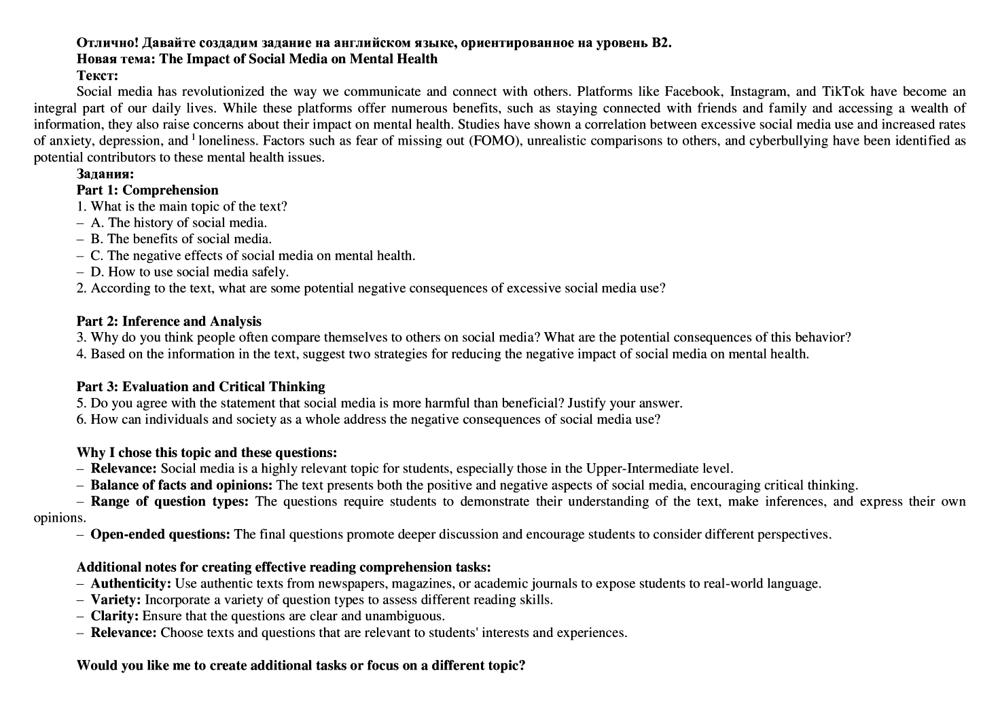 Отлично! Давайте создадим задание на английском языке, ориентированное на уровень B2.
Новая тема: The Impact of Social Media on Mental Health
Текст:
Social media has revolutionized the way we communicate and connect with others. Platforms like Facebook, Instagram, and TikTok have become an
integral part of our daily lives. While these platforms offer numerous benefits, such as staying connected with friends and family and accessing a wealth of
information, they also raise concerns about their impact on mental health. Studies have shown a correlation between excessive social media use and increased rates
of anxiety, depression, and ¹ loneliness. Factors such as fear of missing out (FOMO), unrealistic comparisons to others, and cyberbullying have been identified as
potential contributors to these mental health issues.
Задания:
Part 1: Comprehension
1. What is the main topic of the text?
– A. The history of social media.
– B. The benefits of social media.
– C. The negative effects of social media on mental health.
– D. How to use social media safely.
2. According to the text, what are some potential negative consequences of excessive social media use?
Part 2: Inference and Analysis
3. Why do you think people often compare themselves to others on social media? What are the potential consequences of this behavior?
4. Based on the information in the text, suggest two strategies for reducing the negative impact of social media on mental health.
Part 3: Evaluation and Critical Thinking
5. Do you agree with the statement that social media is more harmful than beneficial? Justify your answer.
6. How can individuals and society as a whole address the negative consequences of social media use?
Why I chose this topic and these questions:
– Relevance: Social media is a highly relevant topic for students, especially those in the Upper-Intermediate level.
– Balance of facts and opinions: The text presents both the positive and negative aspects of social media, encouraging critical thinking.
– Range of question types: The questions require students to demonstrate their understanding of the text, make inferences, and express their own
opinions.
– Open-ended questions: The final questions promote deeper discussion and encourage students to consider different perspectives.
Additional notes for creating effective reading comprehension tasks:
– Authenticity: Use authentic texts from newspapers, magazines, or academic journals to expose students to real-world language.
– Variety: Incorporate a variety of question types to assess different reading skills.
– Clarity: Ensure that the questions are clear and unambiguous.
– Relevance: Choose texts and questions that are relevant to students' interests and experiences.
Would you like me to create additional tasks or focus on a different topic?